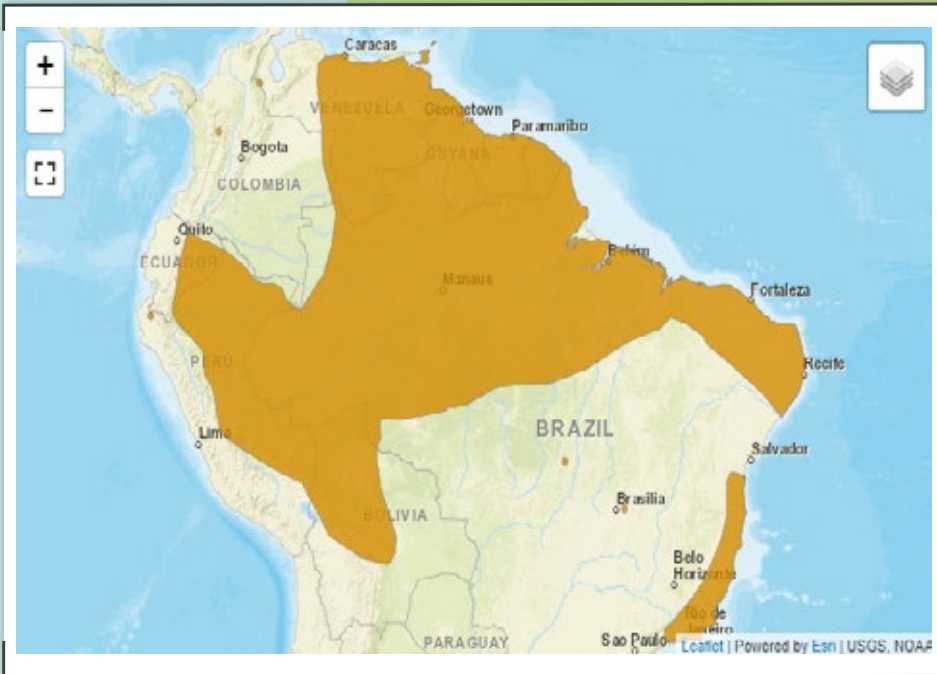 +
−
Caracas
VENEZUELA
Georgetown
Paramaribo
Bogota
GUYANA
COLOMBIA
Quito
ECUADOR
Belém
Manaus
Fortaleza
PERU
Recife
Lima
BRAZIL
Salvador
Brasilia
BOLIVIA
Belo
Horizonte
Rio de
Janeiro
PARAGUAY
Sao Paulo
Leaflet | Powered by Esri | USGS, NOAA